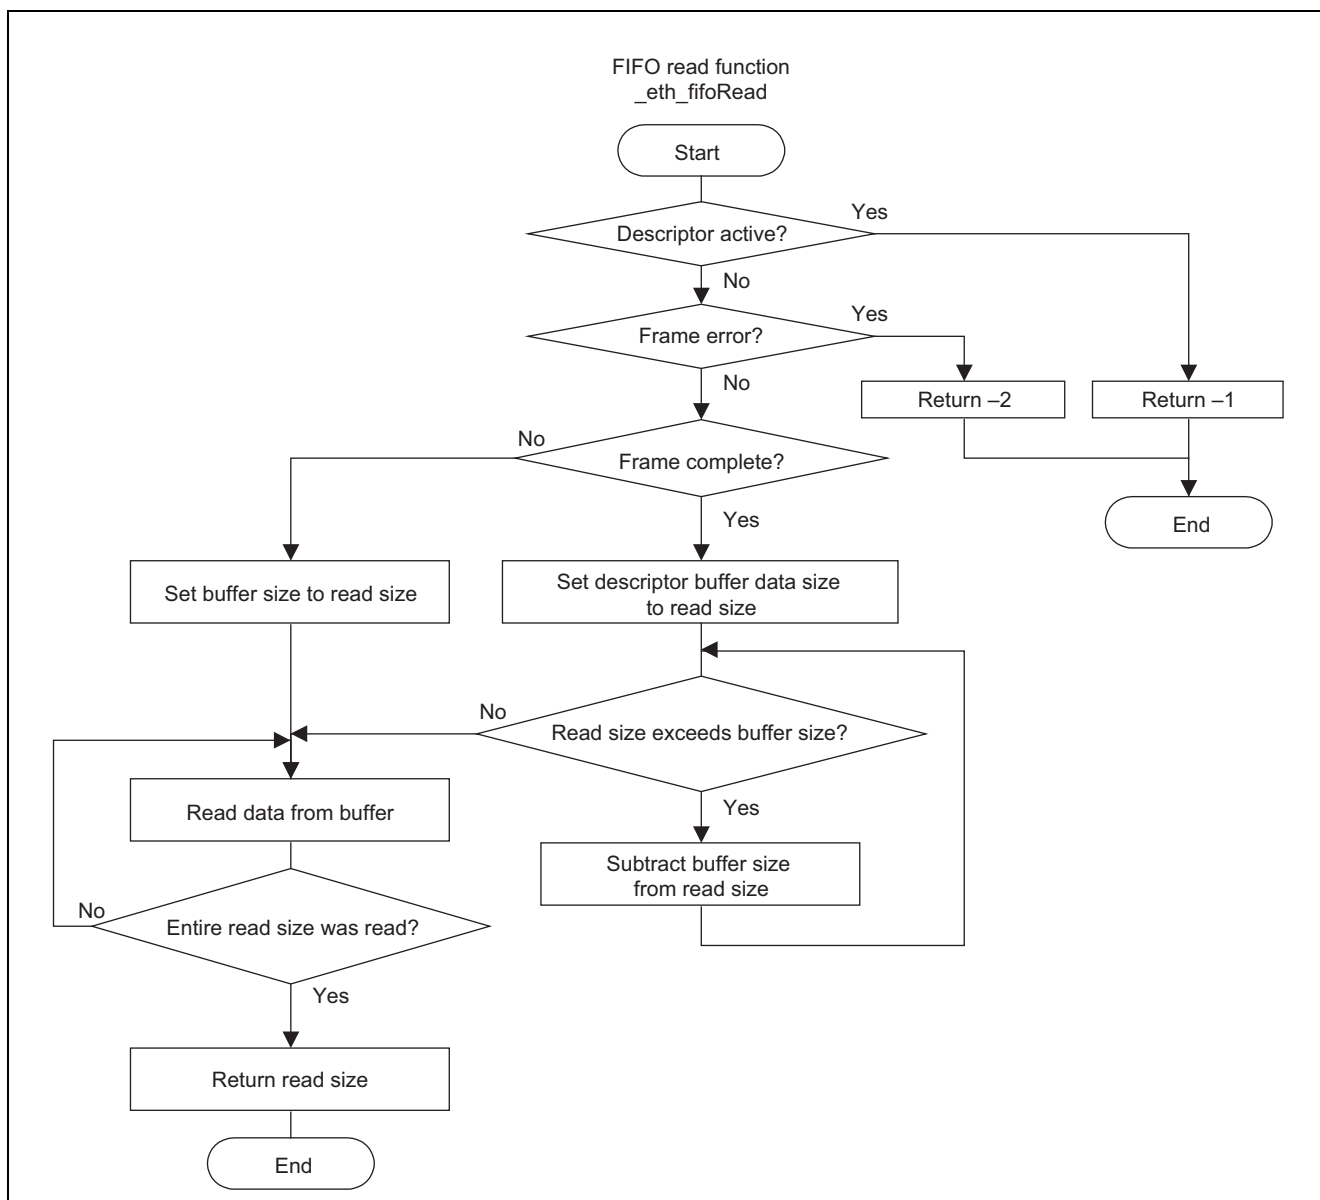 FIFO read function
_eth_fifoRead
Start
Yes
Descriptor active?
No
Yes
Frame error?
No
Return –2
Return –1
No
Frame complete?
Yes
End
Set buffer size to read size
Set descriptor buffer data size
to read size
No
Read size exceeds buffer size?
Yes
Read data from buffer
Subtract buffer size
from read size
No
Entire read size was read?
Yes
Return read size
End